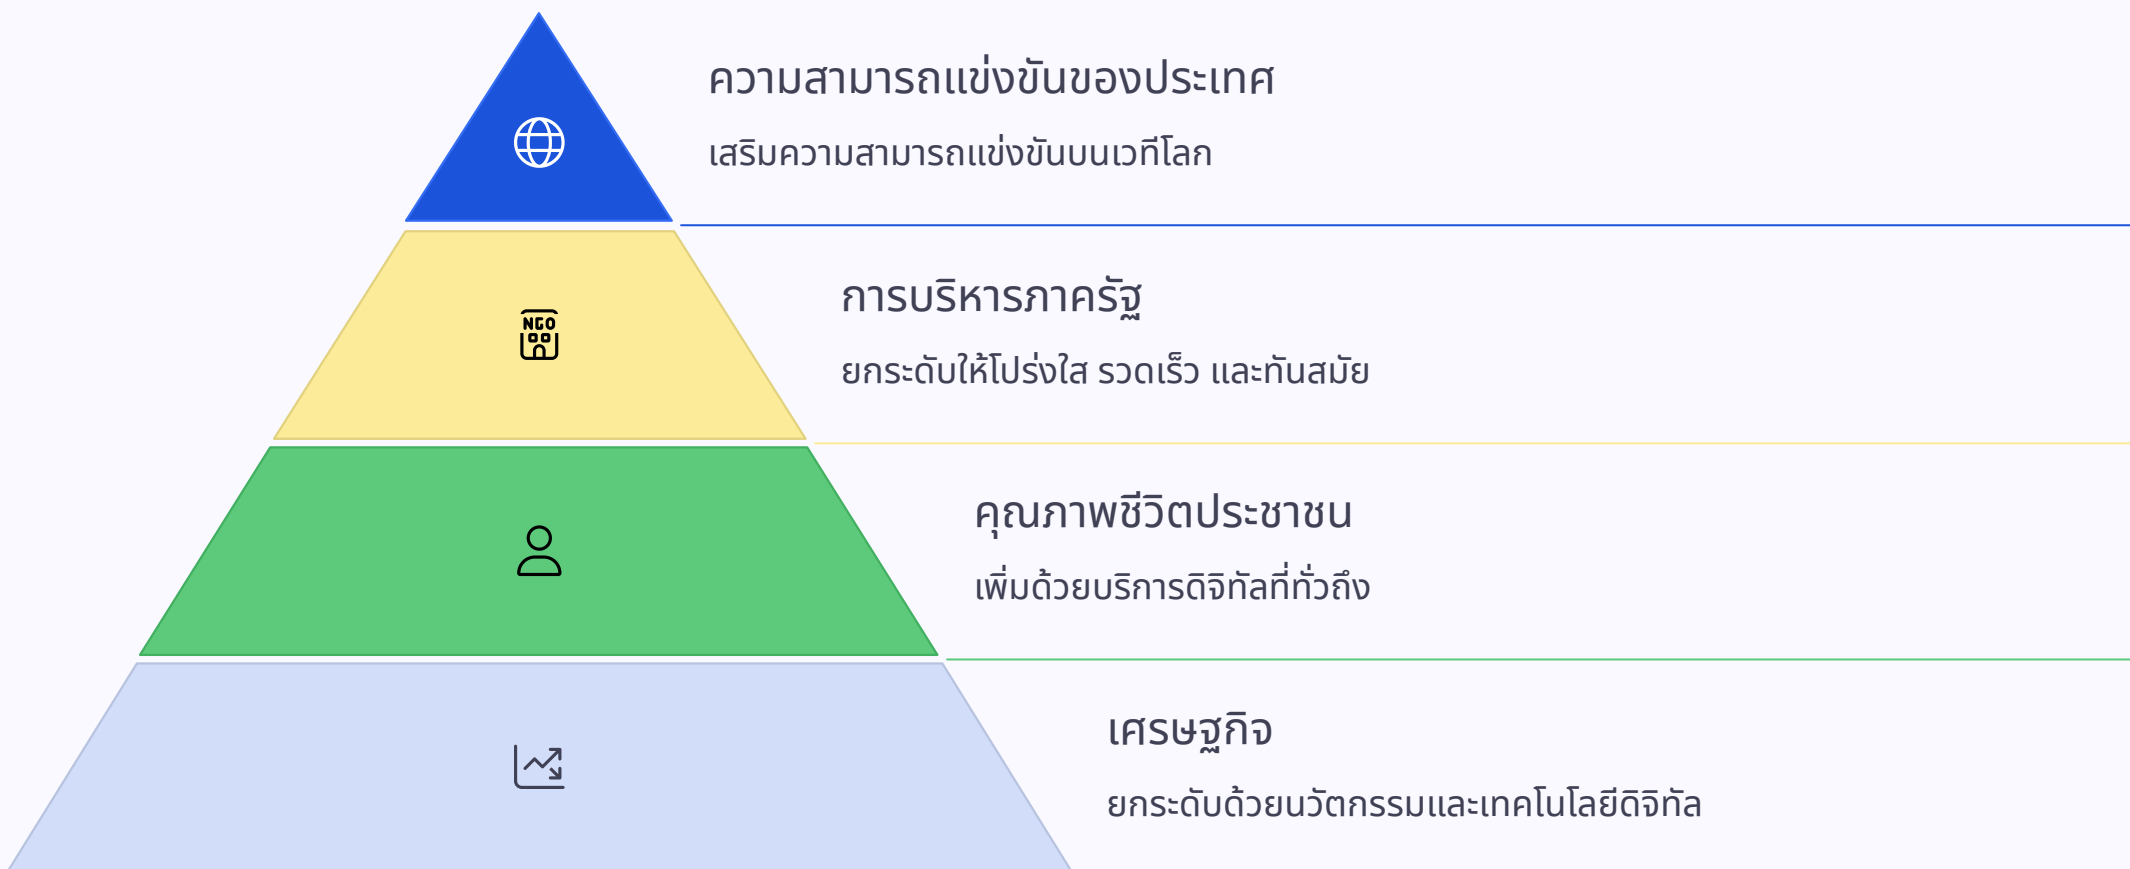 ความสามารถแข่งขันของประเทศ
เสริมความสามารถแข่งขันบนเวทีโลก
NGO
การบริหารภาครัฐ
ยกระดับให้โปร่งใส รวดเร็ว และทันสมัย
คุณภาพชีวิตประชาชน
เพิ่มด้วยบริการดิจิทัลที่ทั่วถึง
เศรษฐกิจ
ยกระดับด้วยนวัตกรรมและเทคโนโลยีดิจิทัล